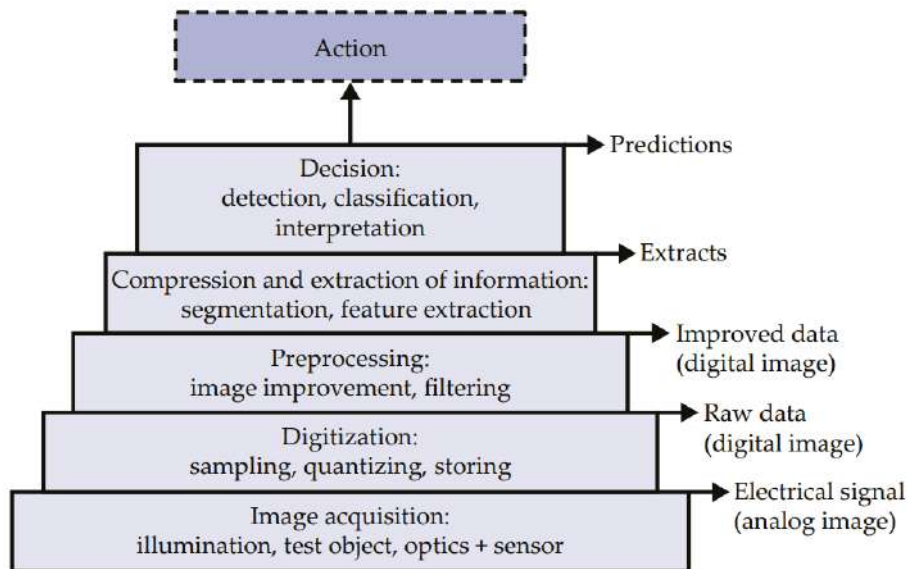 Action
Predictions
Decision:
detection, classification,
interpretation
Extracts
Compression and extraction of information:
segmentation, feature extraction
Improved data
(digital image)
Preprocessing:
image improvement, filtering
Raw data
(digital image)
Digitization:
sampling, quantizing, storing
Electrical signal
(analog image)
Image acquisition:
illumination, test object, optics + sensor